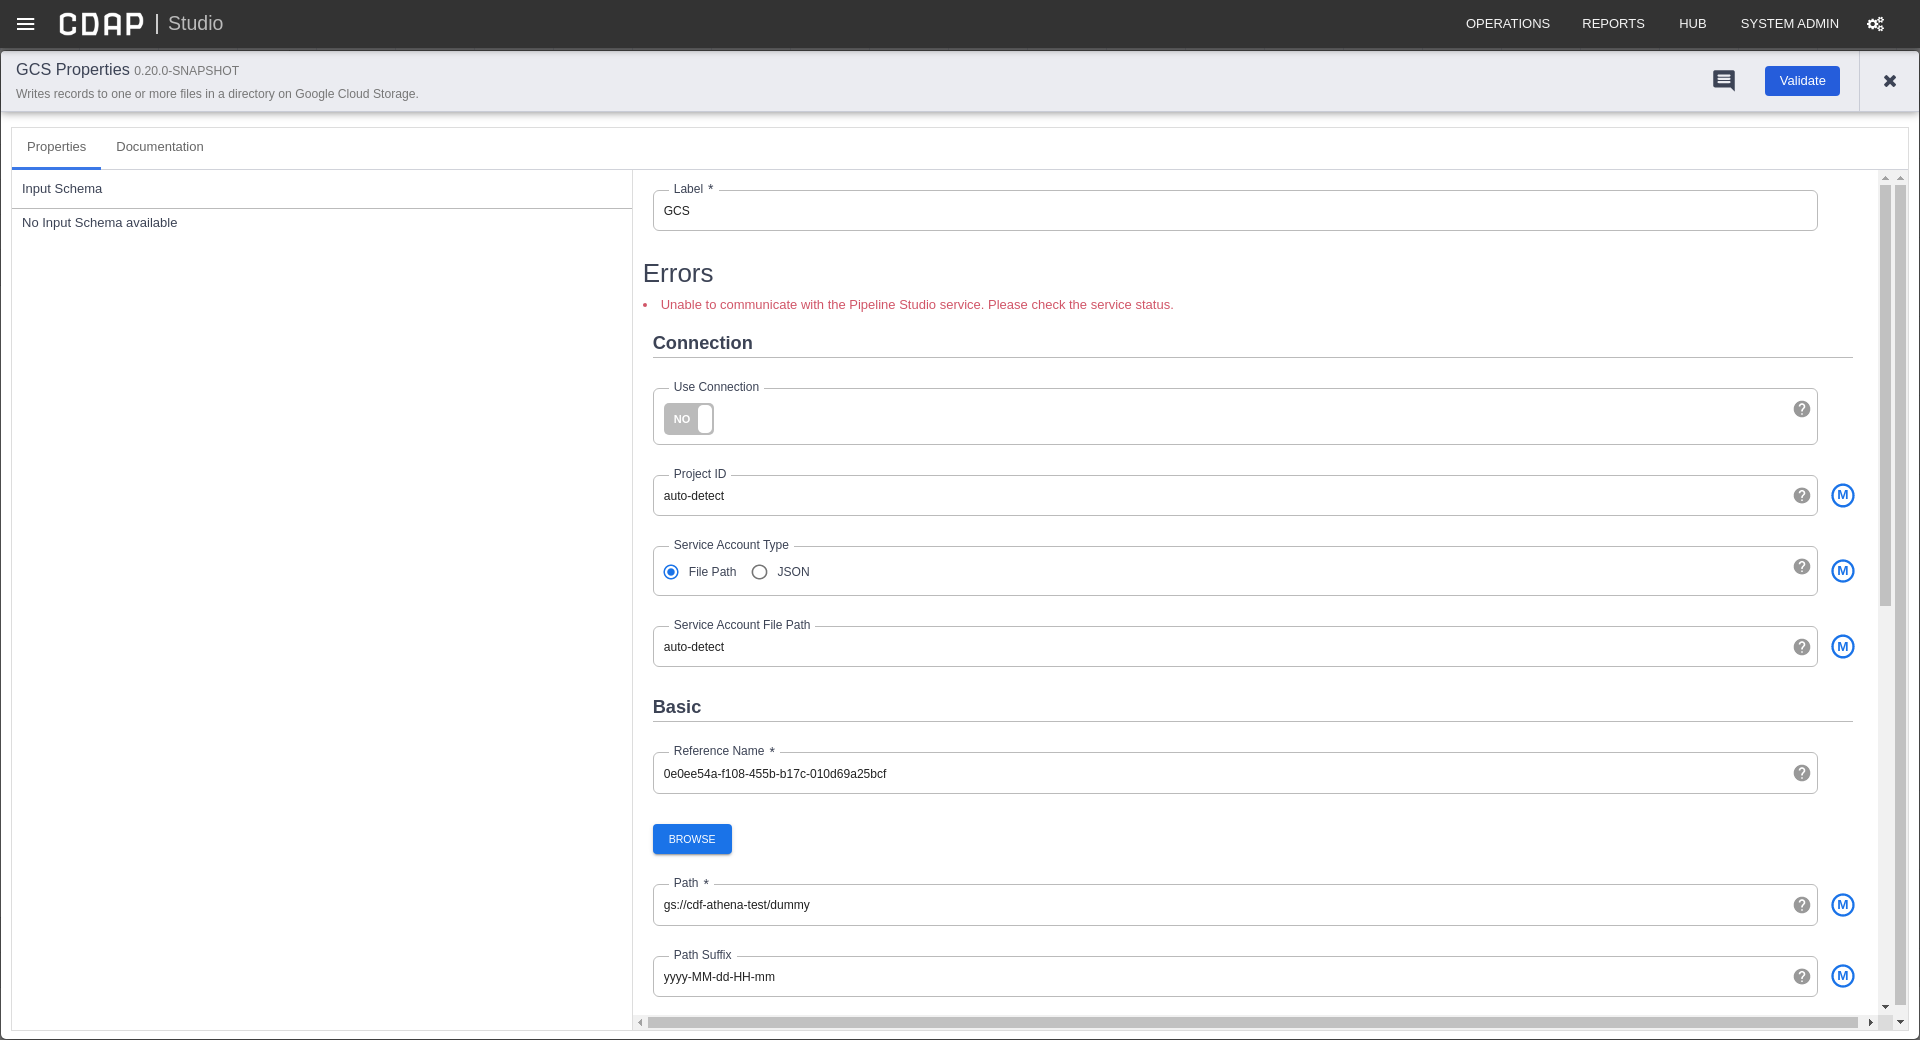 CDAP | Studio
OPERATIONS REPORTS HUB SYSTEM ADMIN
GCS Properties 0.20.0-SNAPSHOT
Writes records to one or more files in a directory on Google Cloud Storage.
Validate
Properties Documentation
Input Schema
No Input Schema available
Label *
GCS
Errors
• Unable to communicate with the Pipeline Studio service. Please check the service status.
Connection
Use Connection
NO
?
Project ID
auto-detect
? M
Service Account Type
File Path JSON
? M
Service Account File Path
auto-detect
? M
Basic
Reference Name *
0e0ee54a-f108-455b-b17c-010d69a25bcf
?
BROWSE
Path *
gs://cdf-athena-test/dummy
? M
Path Suffix
yyyy-MM-dd-HH-mm
? M